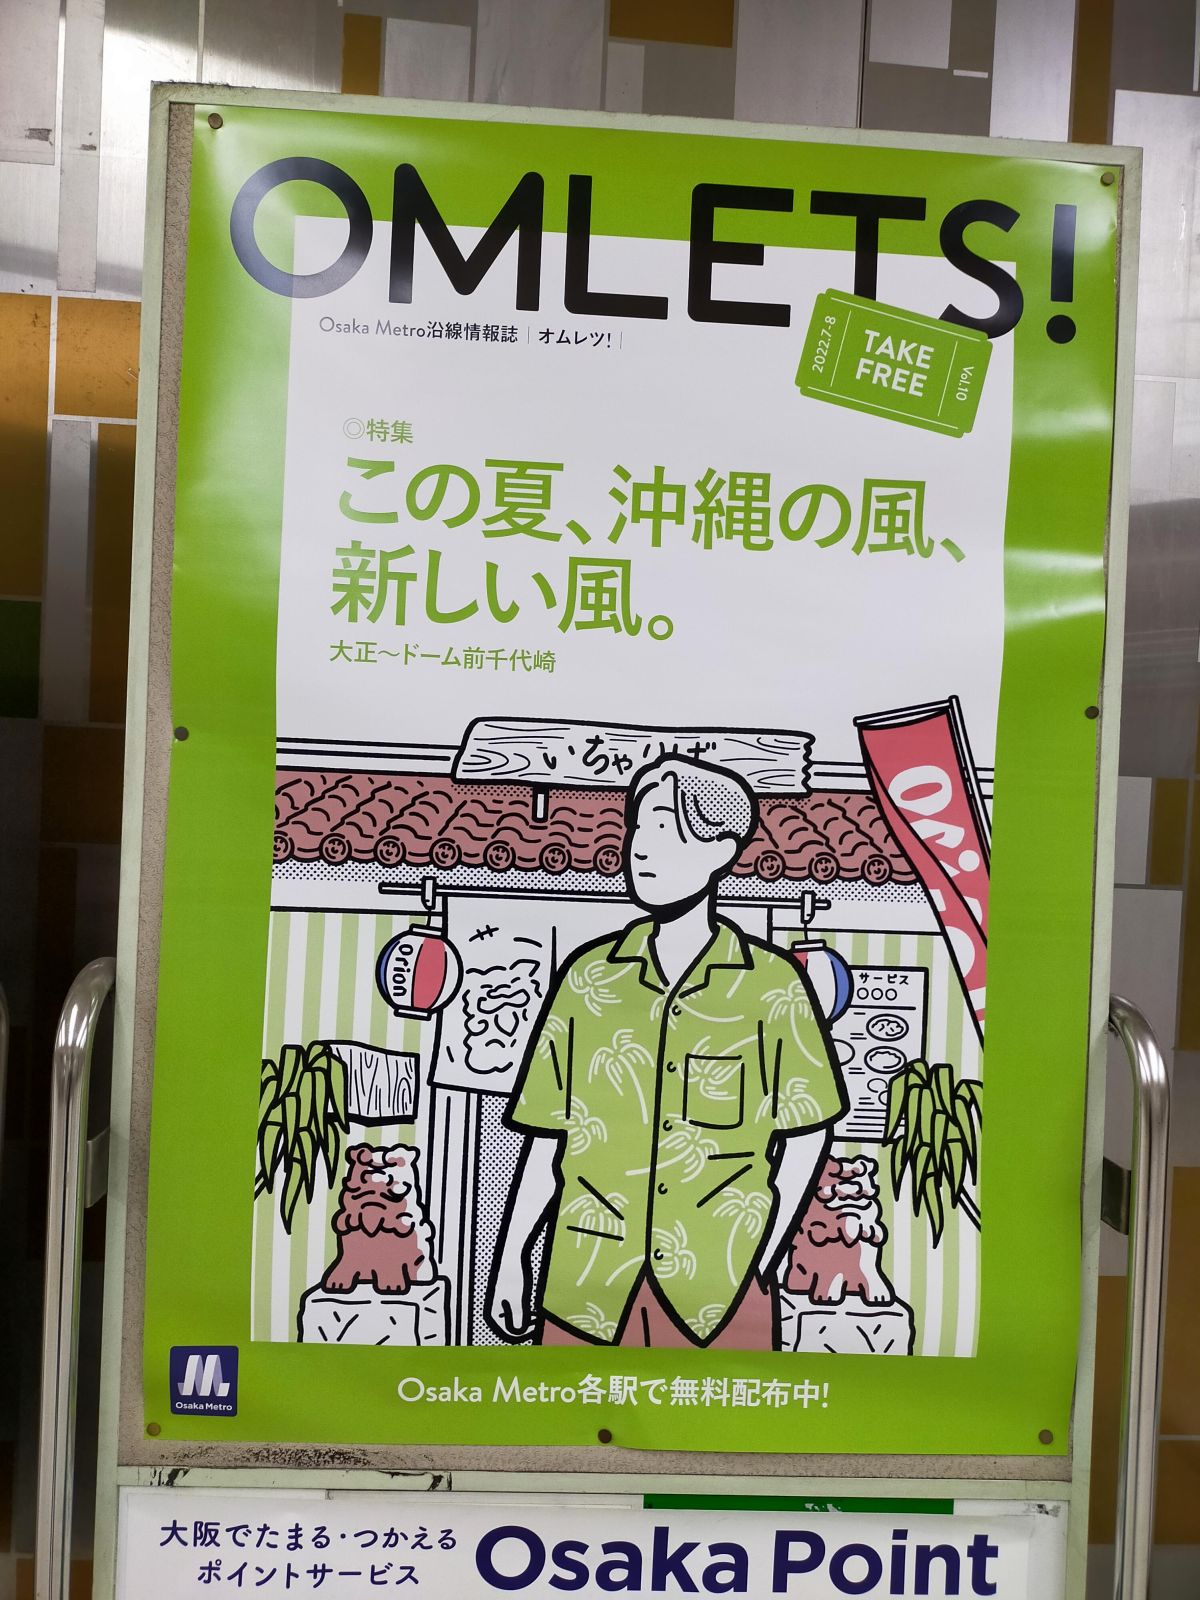 OMLETS!
Osaka Metro沿線情報誌 | オムレツ! |
2022.7-8
TAKE
FREE
Vol.10
◎特集
この夏、沖縄の風、
新しい風。
大正〜ドーム前千代崎
いちゃりば
orion
サービス
○○○
Osaka Metro
Osaka Metro各駅で無料配布中!
大阪でたまる・つかえる
ポイントサービス
Osaka Point